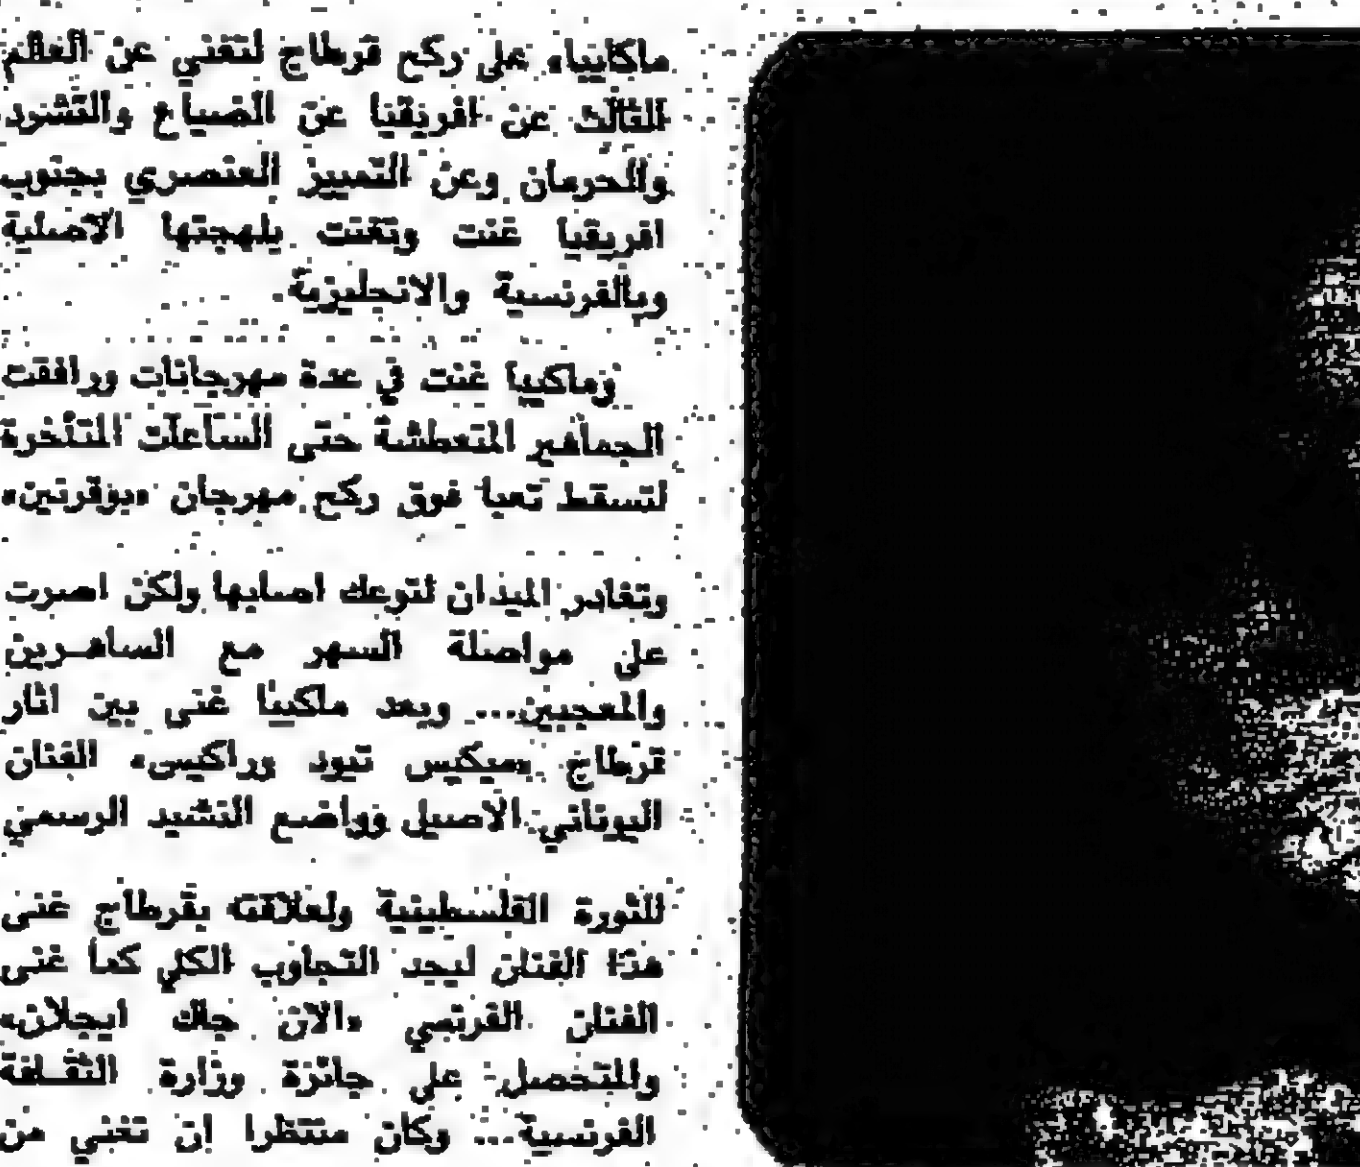 ماكابيا» على ركح قرطاج لتغني عن العالم
الثالث عن افريقيا عن الضياع والتشرد
والحرمان وعن التمييز العنصري بجنوب
افريقيا غنت وتغنت بلهجتها الاصلية
وبالفرنسية والانجليزية.
وماكيبا غنت في عدة مهرجانات ورافقت
الجماهير المتعطشة حتى الساعات المتأخرة
لتسقط تعبا فوق ركح مهرجان «بوقرنين»
وتغادر الميدان لتوعك اصابها ولكن اصرت
على مواصلة السهر مع الساهرين
والمعجبين... وبعد ماكيبا غنى بين اثار
قرطاج «ميكيس تيود وراكيس» الفنان
اليوناني الاصيل وواضع النشيد الرسمي
للثورة الفلسطينية ولعلاقته بقرطاج غنى
هذا الفنان ليجد التجاوب الكلي كما غنى
الفنان الفرنسي «الان جاك ايجلان»
والمتحصل على جائزة وزارة الثقافة
الفرنسية... وكان منتظرا ان تغني من